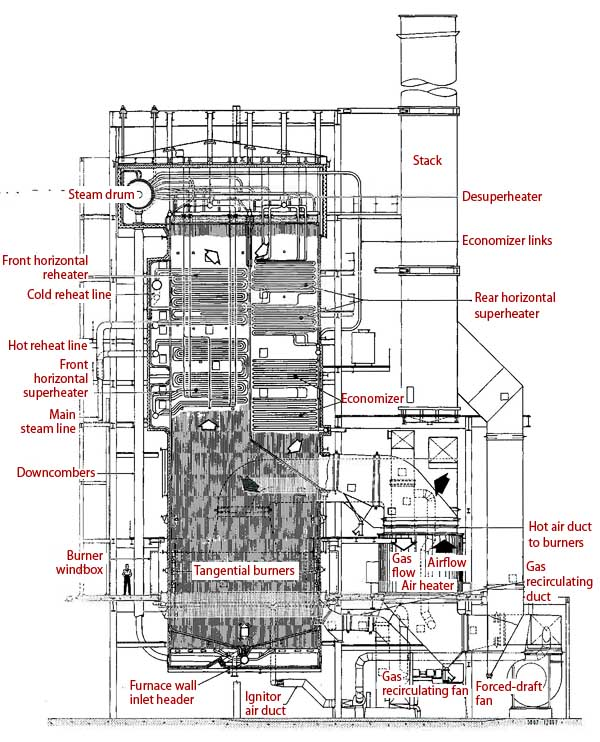 Stack
Steam drum
Desuperheater
Economizer links
Front horizontal
reheater
Cold reheat line
Rear horizontal
superheater
Hot reheat line
Front
horizontal
superheater
Economizer
Main
steam line
Downcombers
Hot air duct
to burners
Burner
windbox
Tangential burners
Gas
flow
Airflow
Air heater
Gas
recirculating
duct
Furnace wall
inlet header
Ignitor
air duct
Gas
recirculating fan
Forced-draft
fan